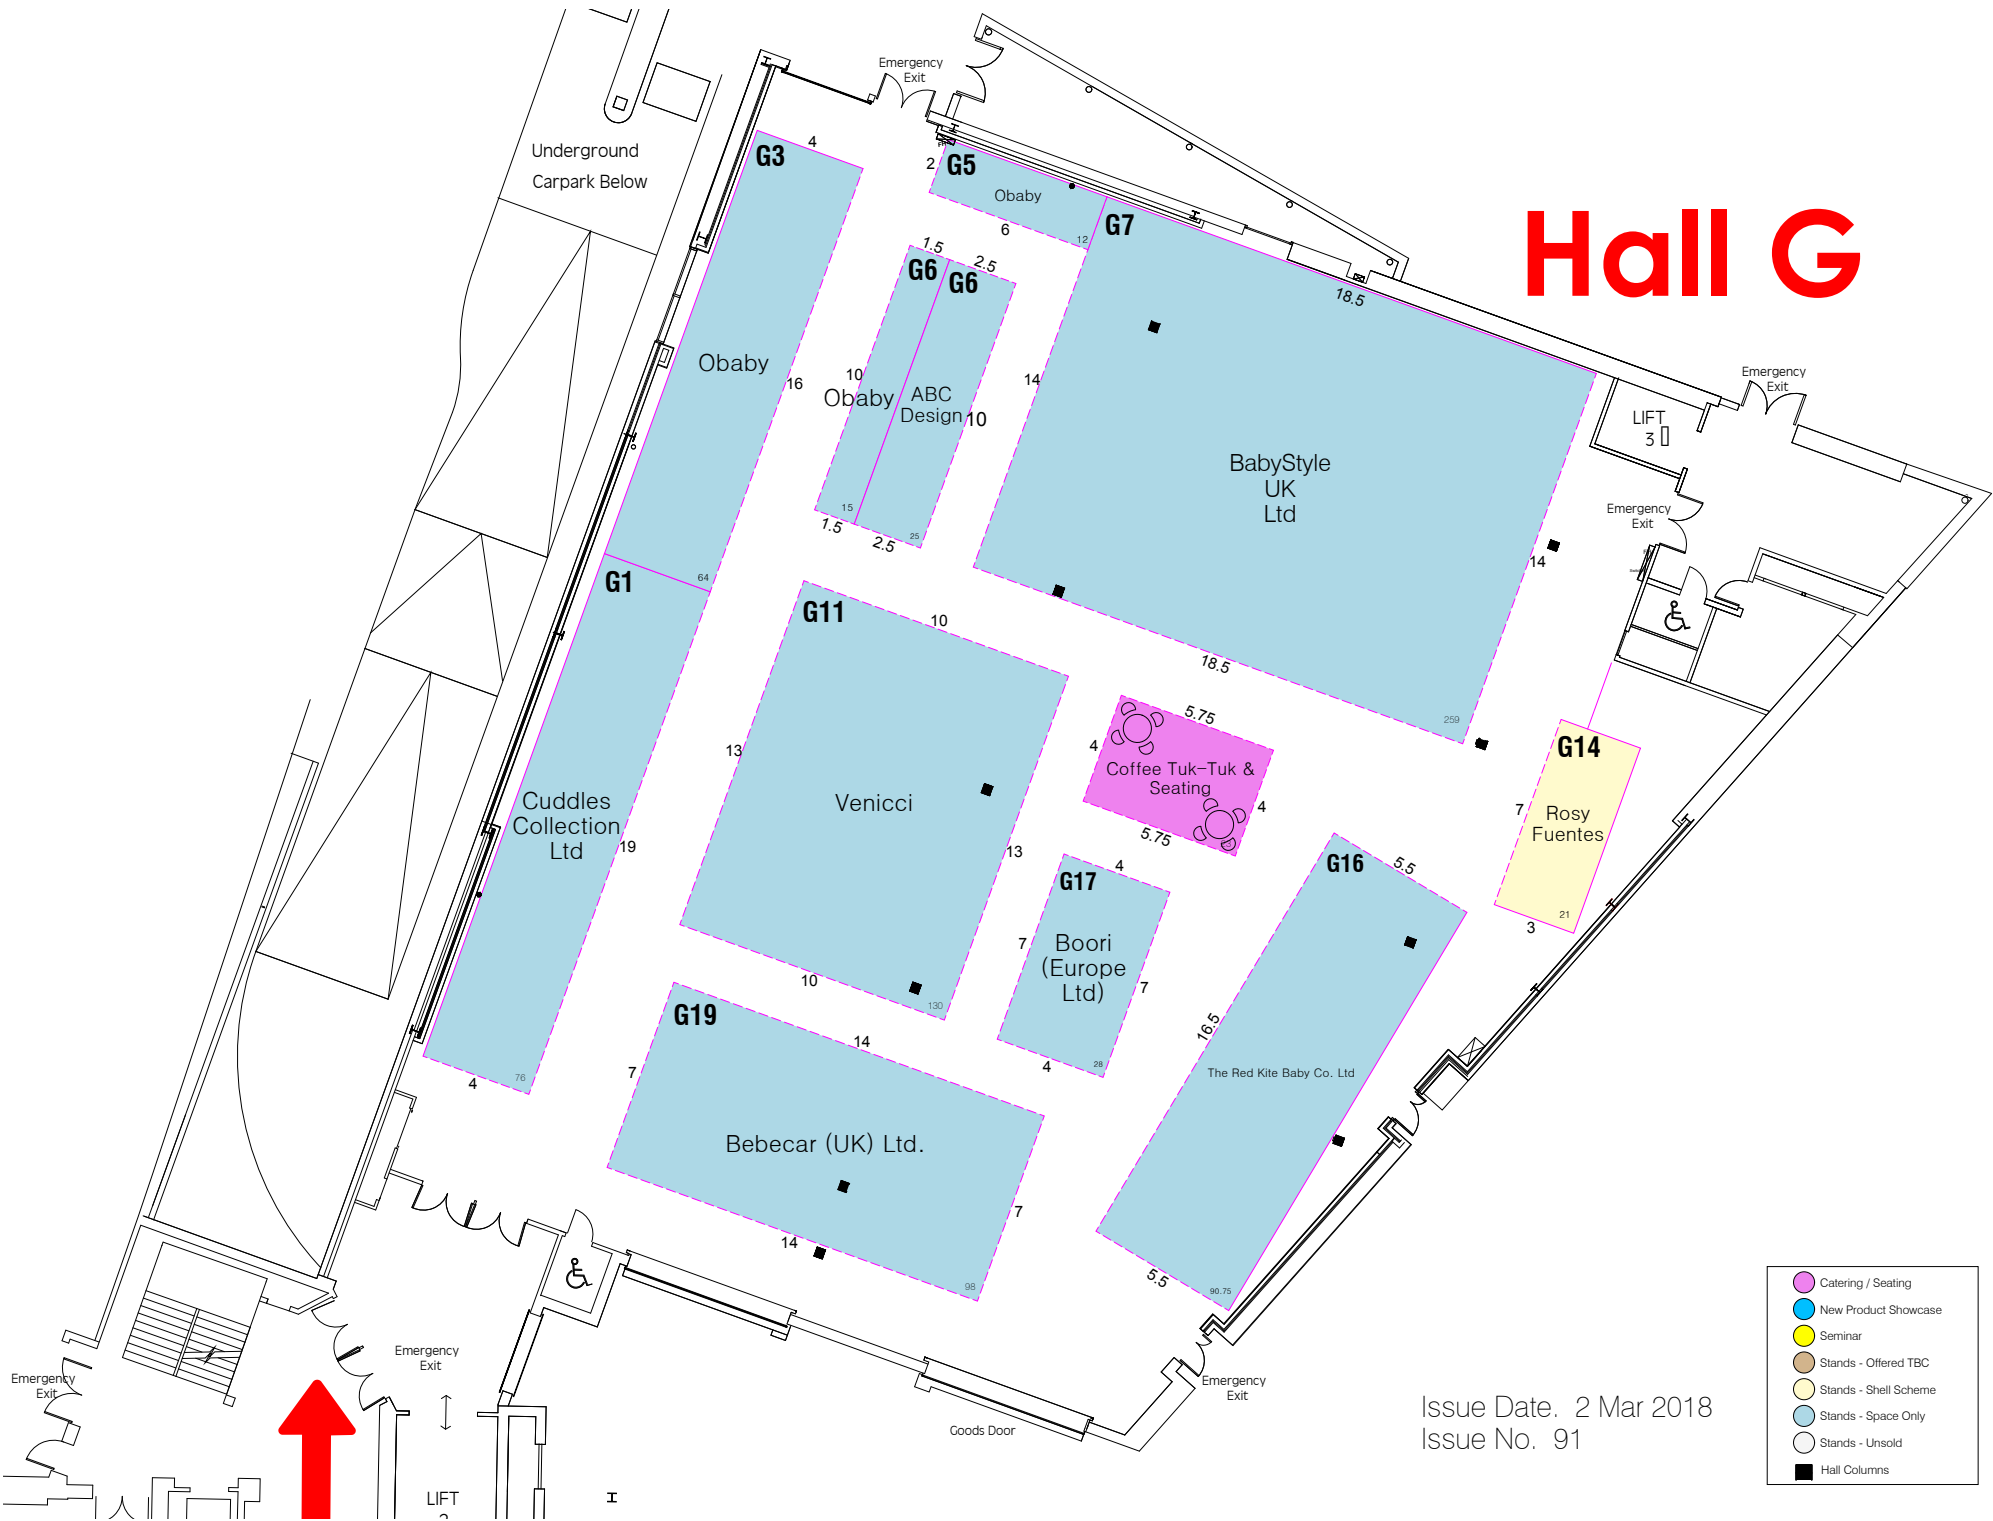 Hall G
Emergency
Exit
Underground
Carpark Below
G3
4
Obaby
16
64
G5
2
Obaby
6
12
G7
18.5
14
BabyStyle
UK
Ltd
14
18.5
259
1.5
2.5
G6
G6
10
Obaby
ABC
Design
10
15
25
1.5
2.5
Emergency
Exit
LIFT
3
Emergency
Exit
G1
Cuddles
Collection
Ltd
19
4
76
G11
10
13
Venicci
13
10
130
5.75
4
Coffee Tuk-Tuk &
Seating
4
5.75
G14
7
Rosy
Fuentes
21
3
G17
4
7
Boori
(Europe
Ltd)
7
4
28
G16
5.5
16.5
The Red Kite Baby Co. Ltd
5.5
90.75
G19
14
7
Bebecar (UK) Ltd.
7
14
98
Emergency
Exit
Emergency
Exit
Emergency
Exit
Goods Door
LIFT
Issue Date. 2 Mar 2018
Issue No. 91
Catering / Seating
New Product Showcase
Seminar
Stands - Offered TBC
Stands - Shell Scheme
Stands - Space Only
Stands - Unsold
Hall Columns